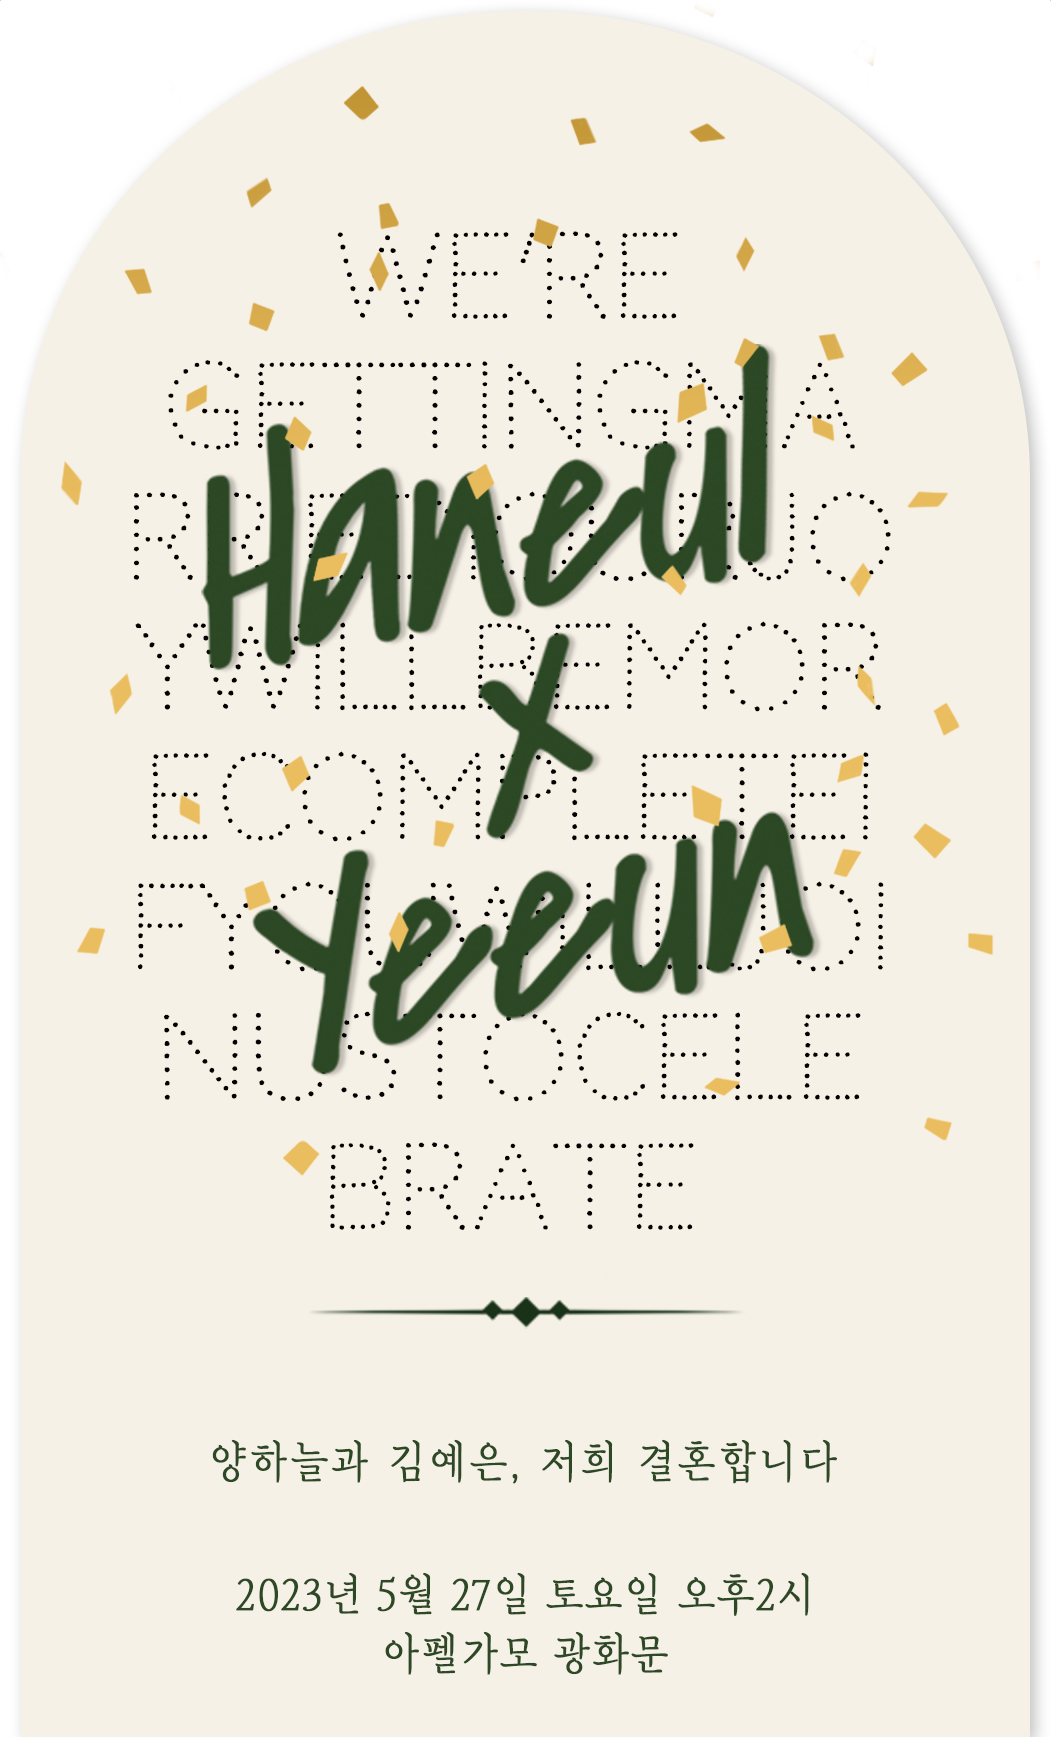 WE'RE
GETTINGMA
Haneul
YWILLBEMOR
X
ECOMPLETEI
Yeeun
NUSTOCELE
BRATE
양하늘과 김예은, 저희 결혼합니다
2023년 5월 27일 토요일 오후2시
아펠가모 광화문